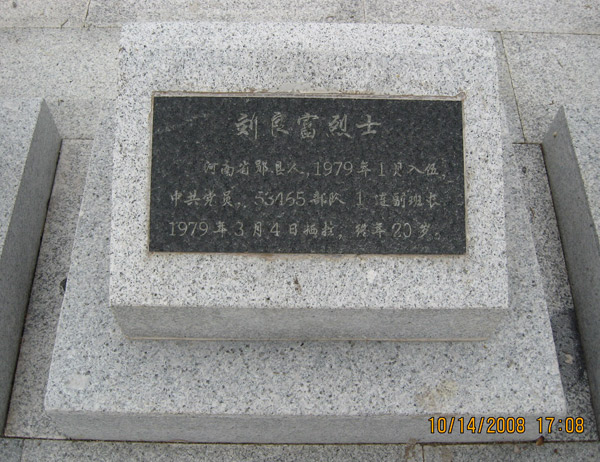 刘良富烈士
河南省郏县人，1979年1月入伍，
中共党员，53455部队1连副班长
1979年3月4日牺牲，终年20岁。
10/14/2008 17:08